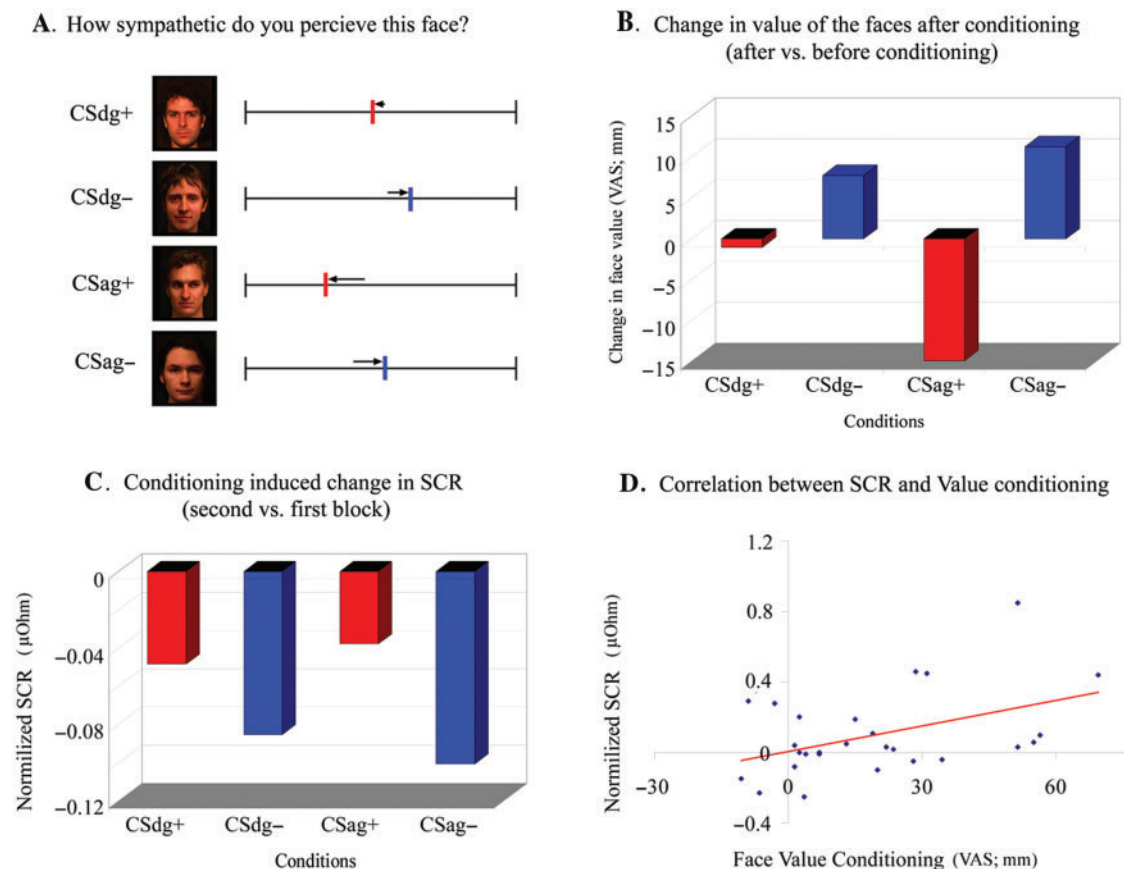 A. How sympathetic do you percieve this face?
CSdg+
CSdg–
CSag+
CSag–
B. Change in value of the faces after conditioning
(after vs. before conditioning)
Change in face value (VAS; mm)
15
10
5
0
–5
–10
–15
CSdg+ CSdg– CSag+ CSag–
Conditions
C. Conditioning induced change in SCR
(second vs. first block)
Normilized SCR (µOhm)
0
–0.04
–0.08
–0.12
CSdg+ CSdg– CSag+ CSag–
Conditions
D. Correlation between SCR and Value conditioning
Normilized SCR (µOhm)
1.2
0.8
0.4
0
–0.4
–30 0 30 60
Face Value Conditioning (VAS; mm)